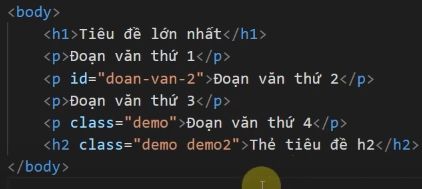 <body>
<h1>Tiêu đề lớn nhất</h1>
<p>Đoạn văn thứ 1</p>
<p id="doan-van-2">Đoạn văn thứ 2</p>
<p>Đoạn văn thứ 3</p>
<p class="demo">Đoạn văn thứ 4</p>
<h2 class="demo demo2">Thẻ tiêu đề h2</h2>
</body>